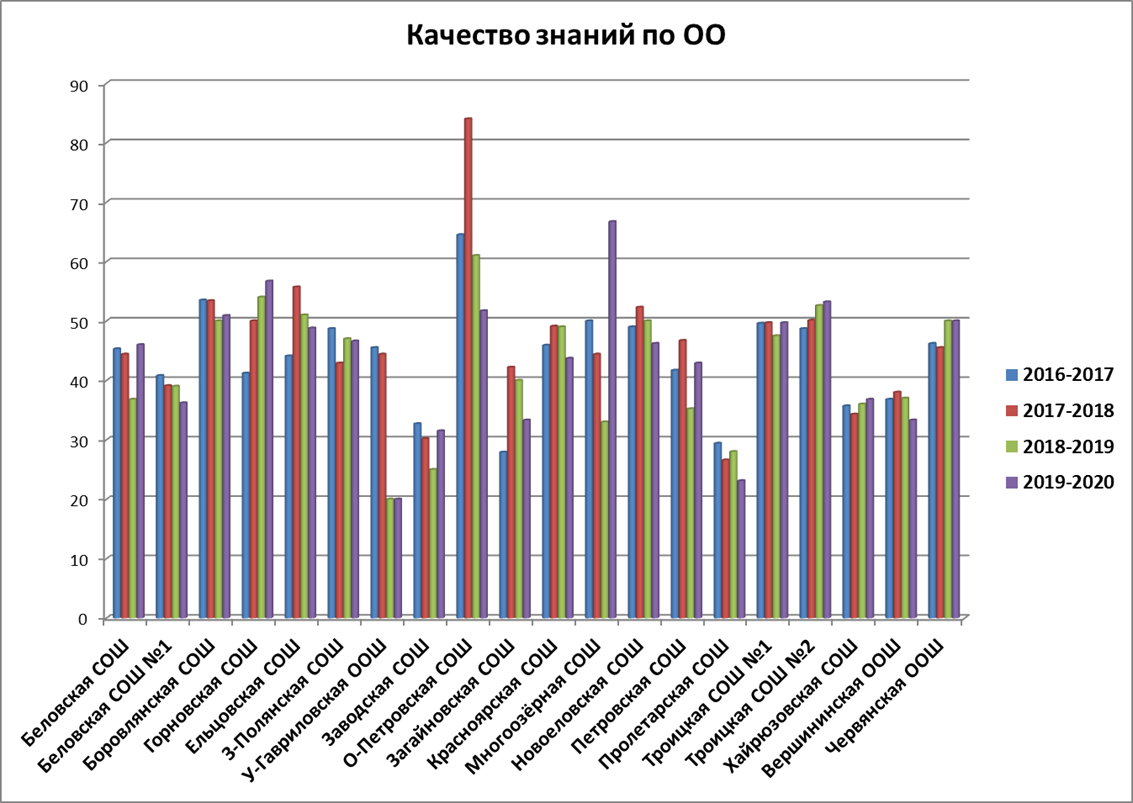 Качество знаний по ОО
90
80
70
60
50
40
30
20
10
0
Беловская СОШ
Беловская СОШ №1
Боровлянская СОШ
Горновская СОШ
Ельцовская СОШ
З-Полянская СОШ
У-Гавриловская ООШ
Заводская СОШ
О-Петровская СОШ
Загайновская СОШ
Красноярская СОШ
Многоозёрная СОШ
Новоеловская СОШ
Петровская СОШ
Пролетарская СОШ
Троицкая СОШ №1
Троицкая СОШ №2
Хайрюзовская СОШ
Вершининская ООШ
Червянская ООШ
2016-2017
2017-2018
2018-2019
2019-2020